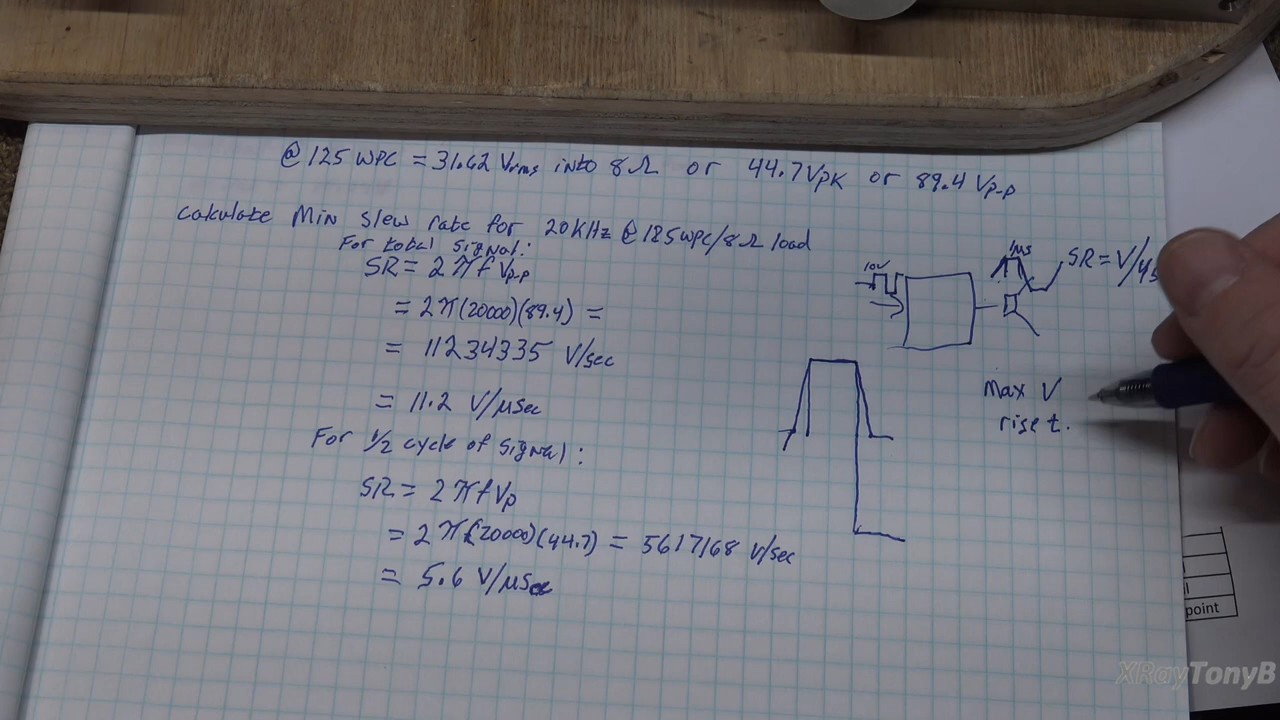 @ 125 WPC = 31.62 Vrms into 8Ω or 44.7 Vpk or 89.4 Vp-p
Calculate Min slew rate for 20KHz @ 125WPC/8Ω load
For total signal:
SR = 2πf Vp-p
= 2π(20000)(89.4) =
= 11234335 V/sec
= 11.2 V/μSec
For 1/2 cycle of signal:
SR = 2πf Vp
= 2π(20000)(44.7) = 5617168 V/sec
= 5.6 V/μSec
10V
SR = V/μs
Max V
rise t.
point
XRayTonyB